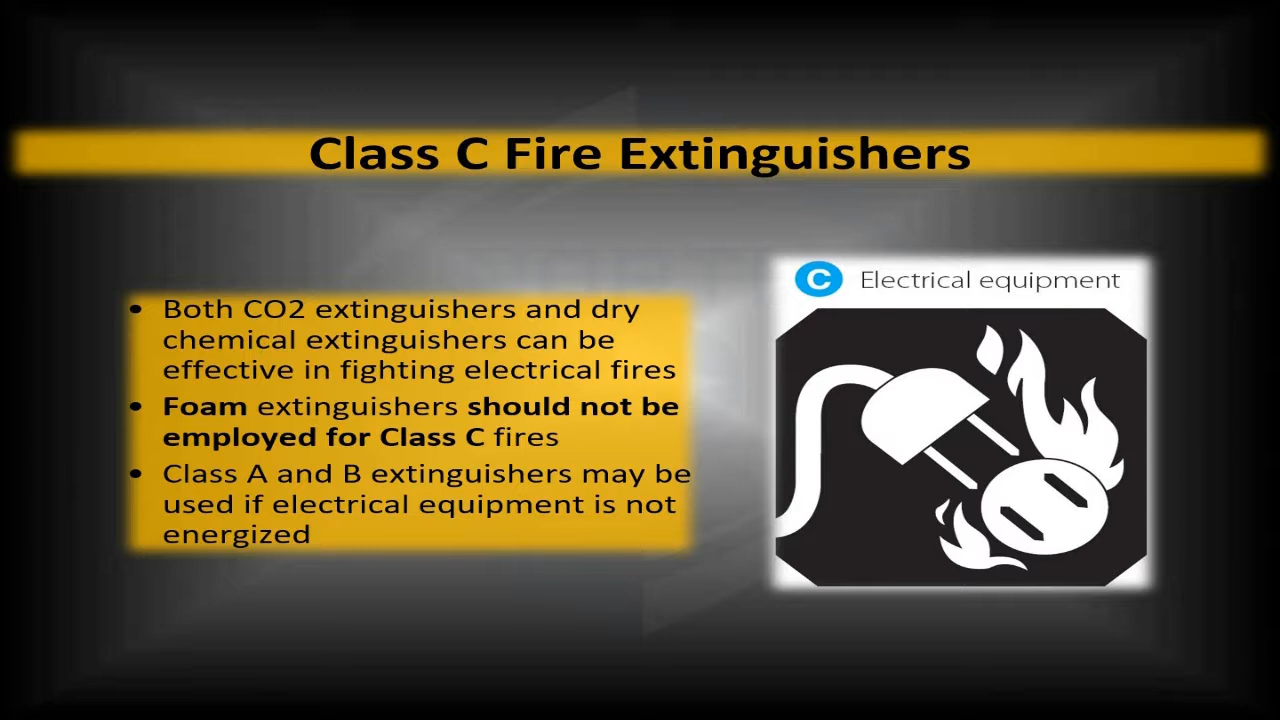 Class C Fire Extinguishers
C Electrical equipment
• Both CO2 extinguishers and dry
chemical extinguishers can be
effective in fighting electrical fires
• Foam extinguishers should not be
employed for Class C fires
• Class A and B extinguishers may be
used if electrical equipment is not
energized